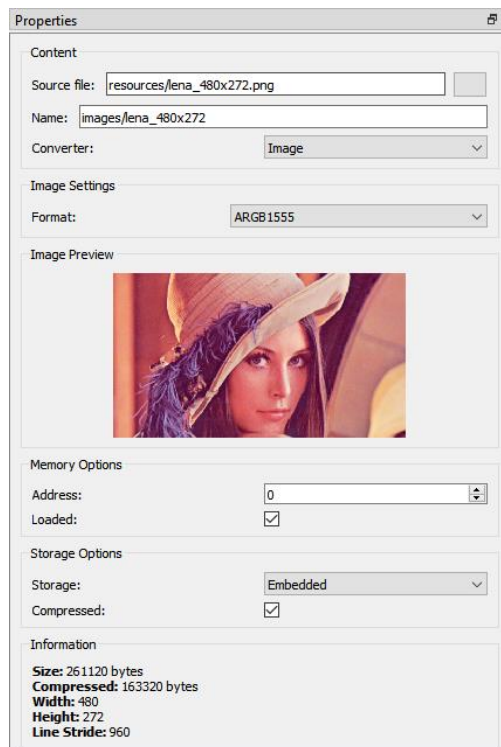 Properties
Content
Source file: resources/lena_480x272.png
Name: images/lena_480x272
Converter: Image
Image Settings
Format: ARGB1555
Image Preview
Memory Options
Address: 0
Loaded:
Storage Options
Storage: Embedded
Compressed:
Information
Size: 261120 bytes
Compressed: 163320 bytes
Width: 480
Height: 272
Line Stride: 960